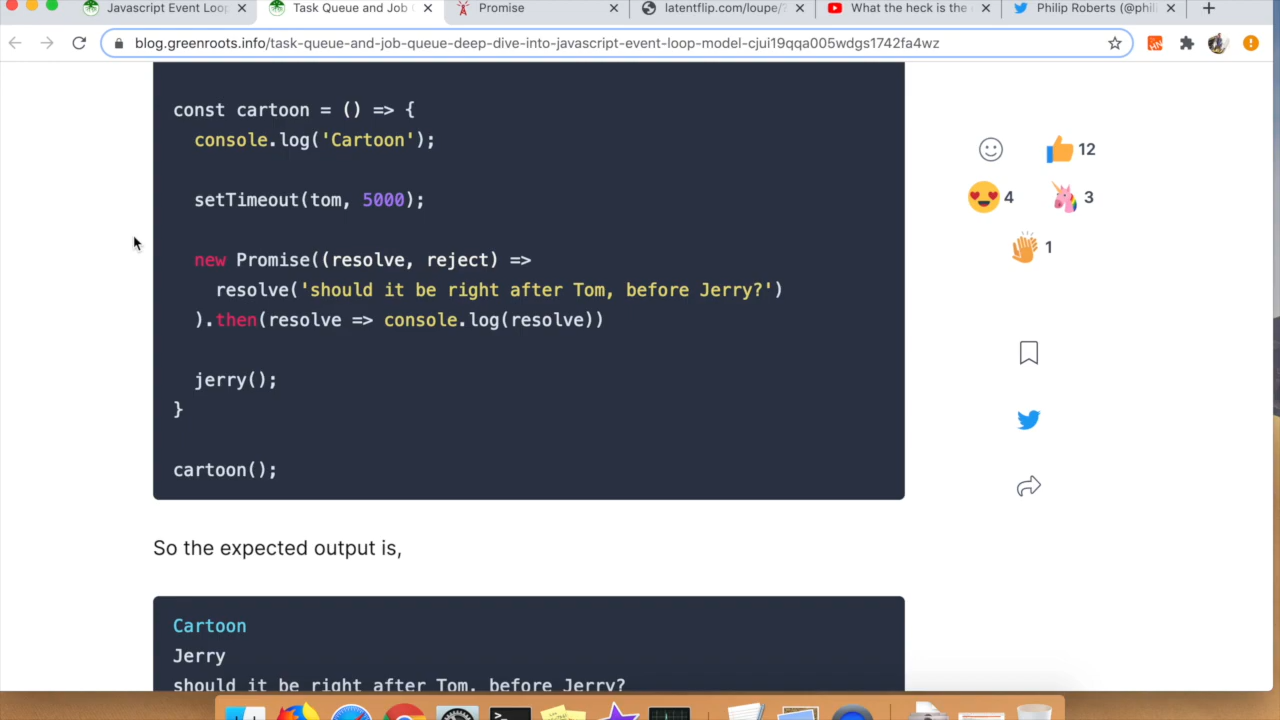 Javascript Event Loop
Task Queue and Job
Promise
latentflip.com/loupe/?
What the heck is the
Philip Roberts (@phil
blog.greenroots.info/task-queue-and-job-queue-deep-dive-into-javascript-event-loop-model-cjui19qqa005wdgs1742fa4wz
const cartoon = () => {
console.log('Cartoon');
setTimeout(tom, 5000);
new Promise((resolve, reject) =>
resolve('should it be right after Tom, before Jerry?')
).then(resolve => console.log(resolve))
jerry();
}
cartoon();
12
4
3
1
So the expected output is,
Cartoon
Jerry
should it be right after Tom, before Jerry?